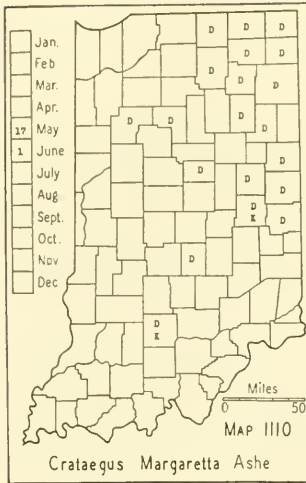 Jan.
Feb
Mar.
Apr.
17 May
1 June
July
Aug
Sept.
Oct.
Nov
Dec
D D D
D D
D
D
D
D D
D
D
D D
D
D
K D
D
D
K
Miles
0 50
MAP 1110
Crataegus Margaretta Ashe